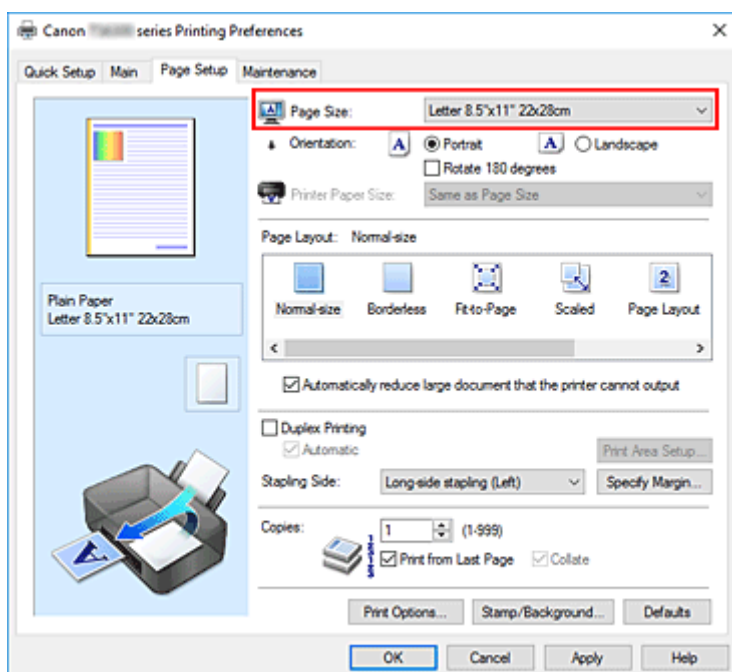 Canon series Printing Preferences
Quick Setup Main Page Setup Maintenance
Page Size: Letter 8.5"x11" 22x28cm
Orientation: A Portrait A Landscape
Rotate 180 degrees
Printer Paper Size: Same as Page Size
Page Layout: Normal-size
Normal-size Borderless Fit-to-Page Scaled Page Layout
Automatically reduce large document that the printer cannot output
Plain Paper
Letter 8.5"x11" 22x28cm
Duplex Printing
Automatic Print Area Setup...
Stapling Side: Long-side stapling (Left) Specify Margin...
Copies: 1 (1-999)
Print from Last Page Collate
Print Options... Stamp/Background... Defaults
OK Cancel Apply Help